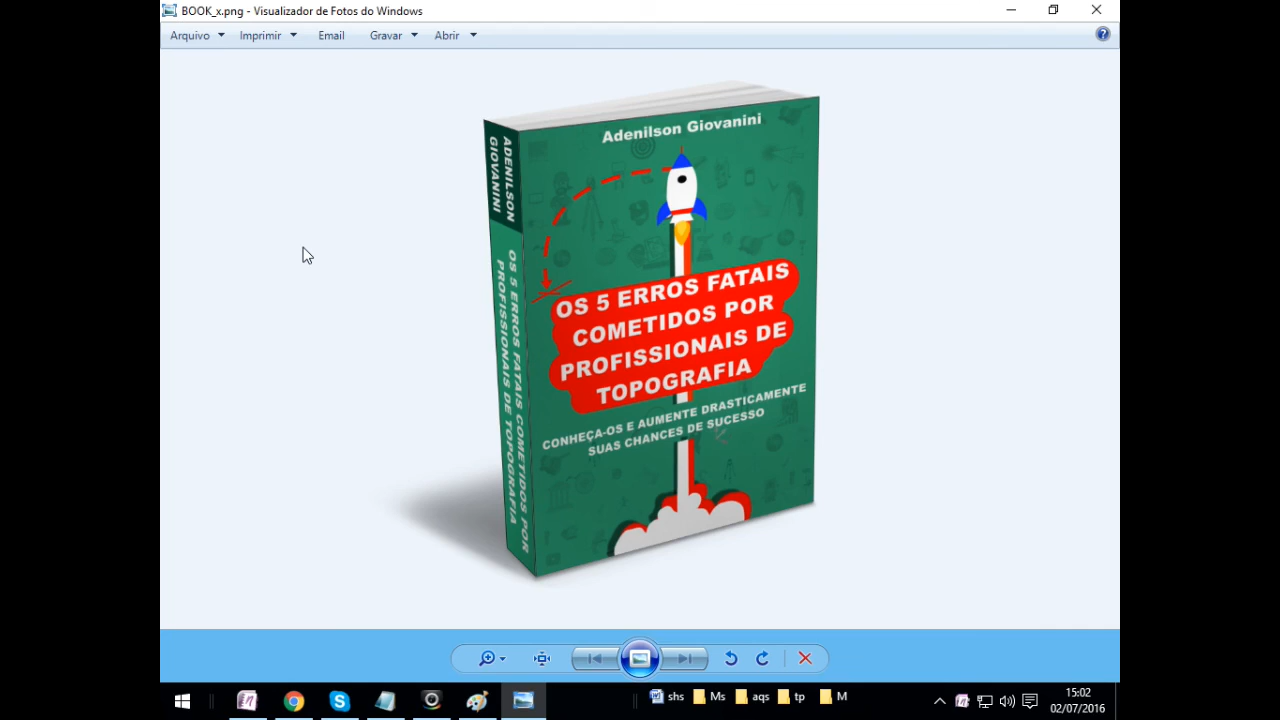 BOOK_x.png - Visualizador de Fotos do Windows
Arquivo Imprimir Email Gravar Abrir
Adenilson Giovanini
ADENILSON
GIOVANINI
OS 5 ERROS FATAIS COMETIDOS POR
PROFISSIONAIS DE TOPOGRAFIA
OS 5 ERROS FATAIS
COMETIDOS POR
PROFISSIONAIS DE
TOPOGRAFIA
CONHEÇA-OS E AUMENTE DRASTICAMENTE
SUAS CHANCES DE SUCESSO
shs Ms aqs tp M
15:02
02/07/2016